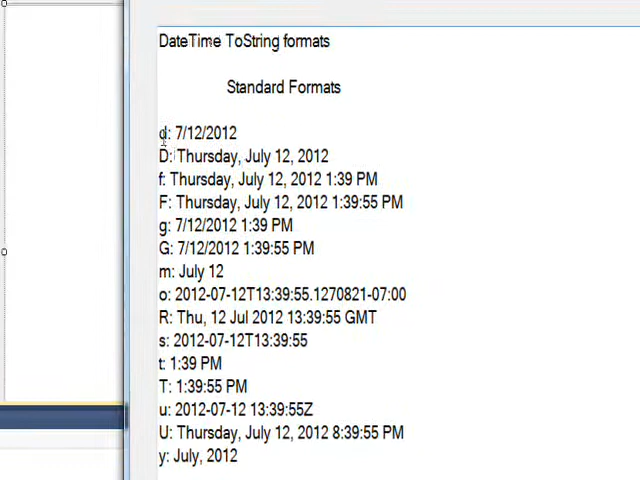 DateTime ToString formats
Standard Formats
d: 7/12/2012
D: Thursday, July 12, 2012
f: Thursday, July 12, 2012 1:39 PM
F: Thursday, July 12, 2012 1:39:55 PM
g: 7/12/2012 1:39 PM
G: 7/12/2012 1:39:55 PM
m: July 12
o: 2012-07-12T13:39:55.1270821-07:00
R: Thu, 12 Jul 2012 13:39:55 GMT
s: 2012-07-12T13:39:55
t: 1:39 PM
T: 1:39:55 PM
u: 2012-07-12 13:39:55Z
U: Thursday, July 12, 2012 8:39:55 PM
y: July, 2012